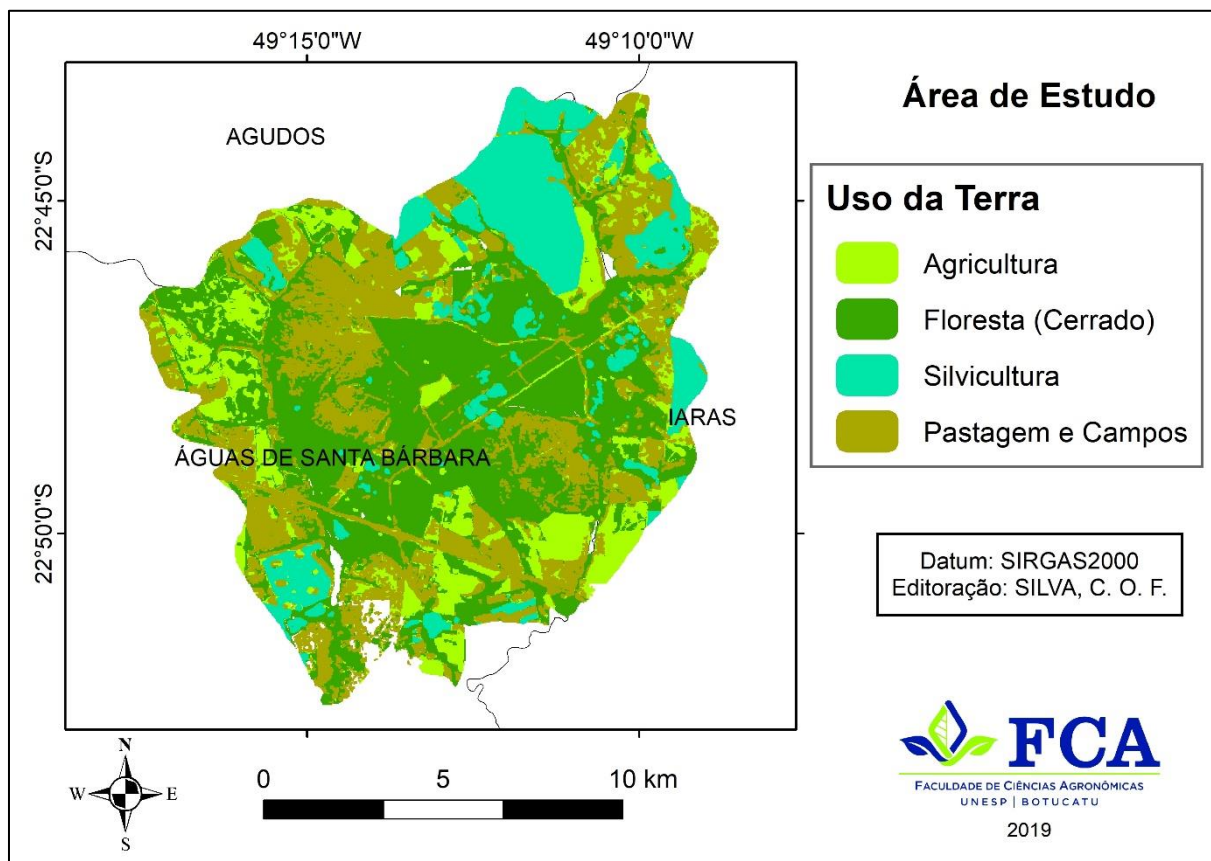 49°15'0"W
49°10'0"W
Área de Estudo
AGUDOS
22°45'0"S
Uso da Terra
Agricultura
Floresta (Cerrado)
Silvicultura
Pastagem e Campos
IARAS
ÁGUAS DE SANTA BÁRBARA
22°50'0"S
Datum: SIRGAS2000
Editoração: SILVA, C. O. F.
N
W
E
S
0 5 10 km
FCA
FACULDADE DE CIÊNCIAS AGRONÔMICAS
UNESP | BOTUCATU
2019